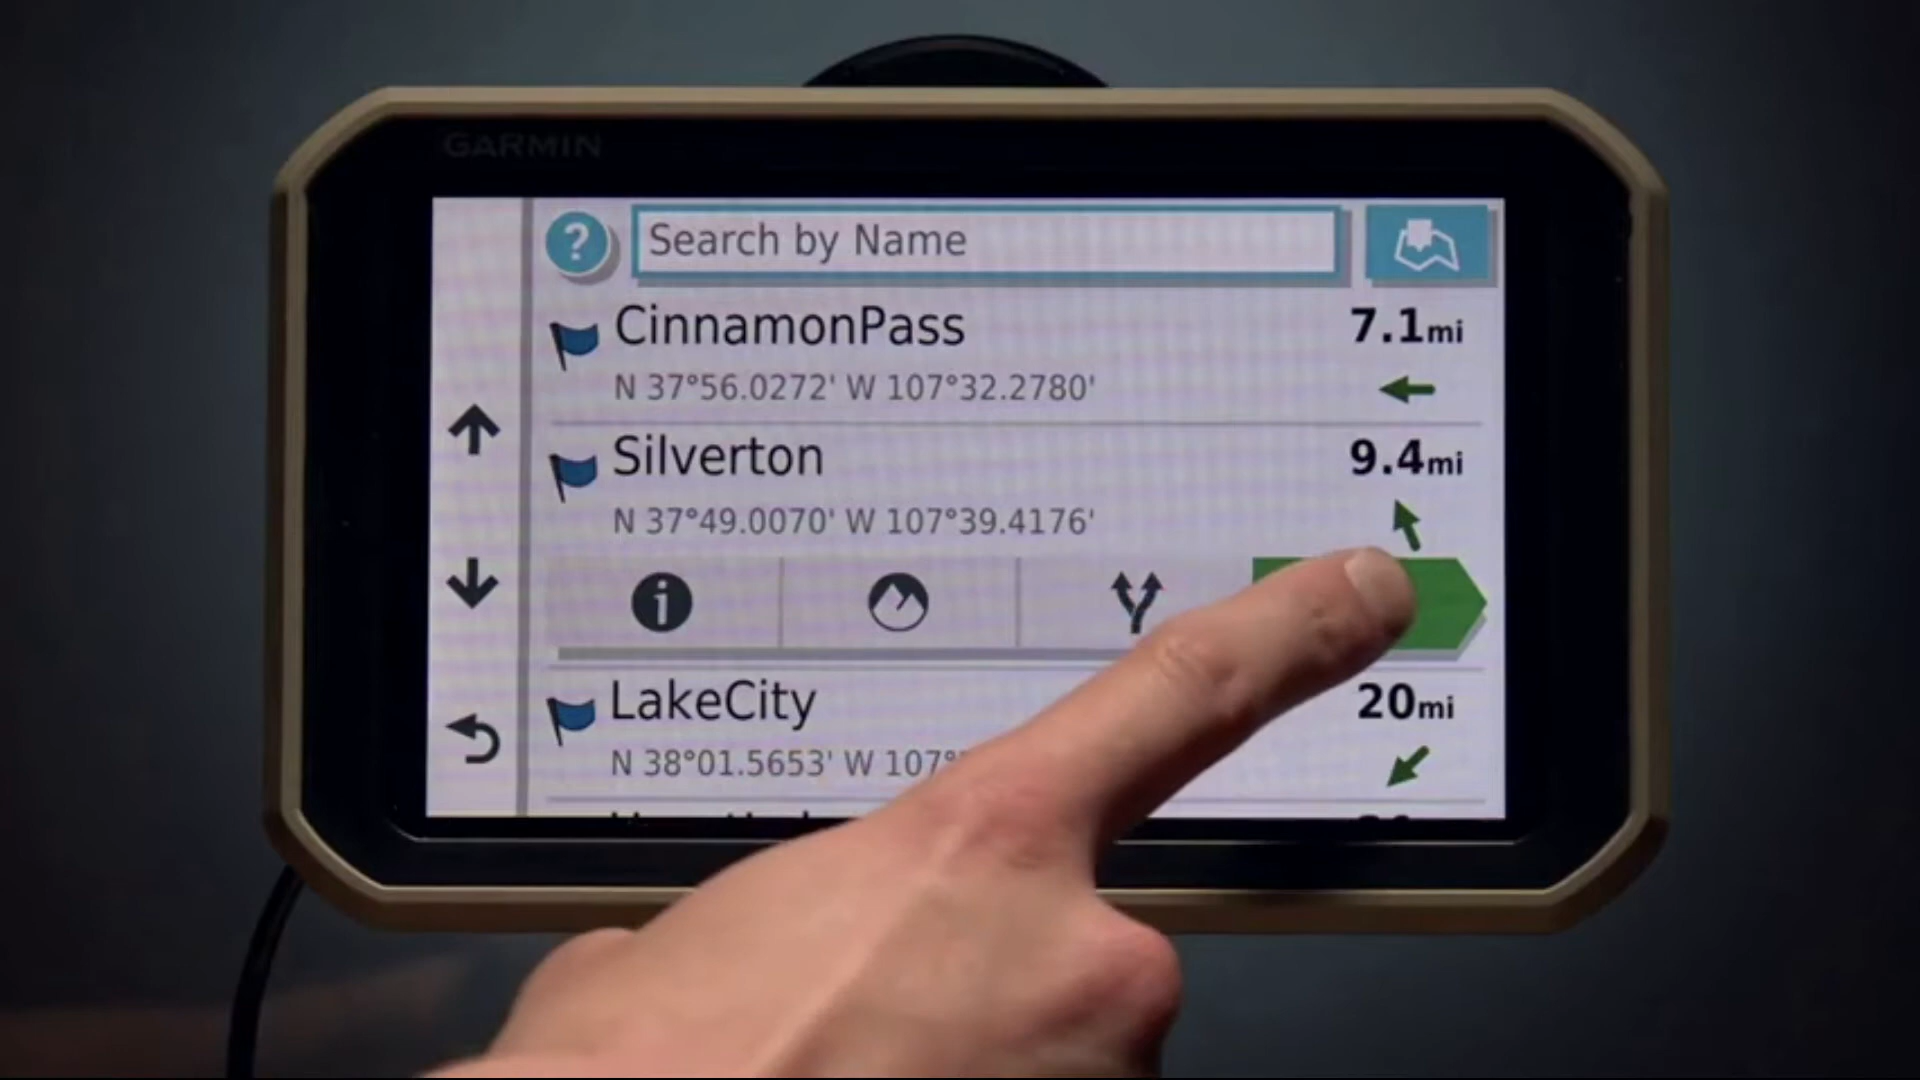 GARMIN
? Search by Name
CinnamonPass 7.1mi
N 37°56.0272' W 107°32.2780'
Silverton 9.4mi
N 37°49.0070' W 107°39.4176'
i
LakeCity 20mi
N 38°01.5653' W 107°